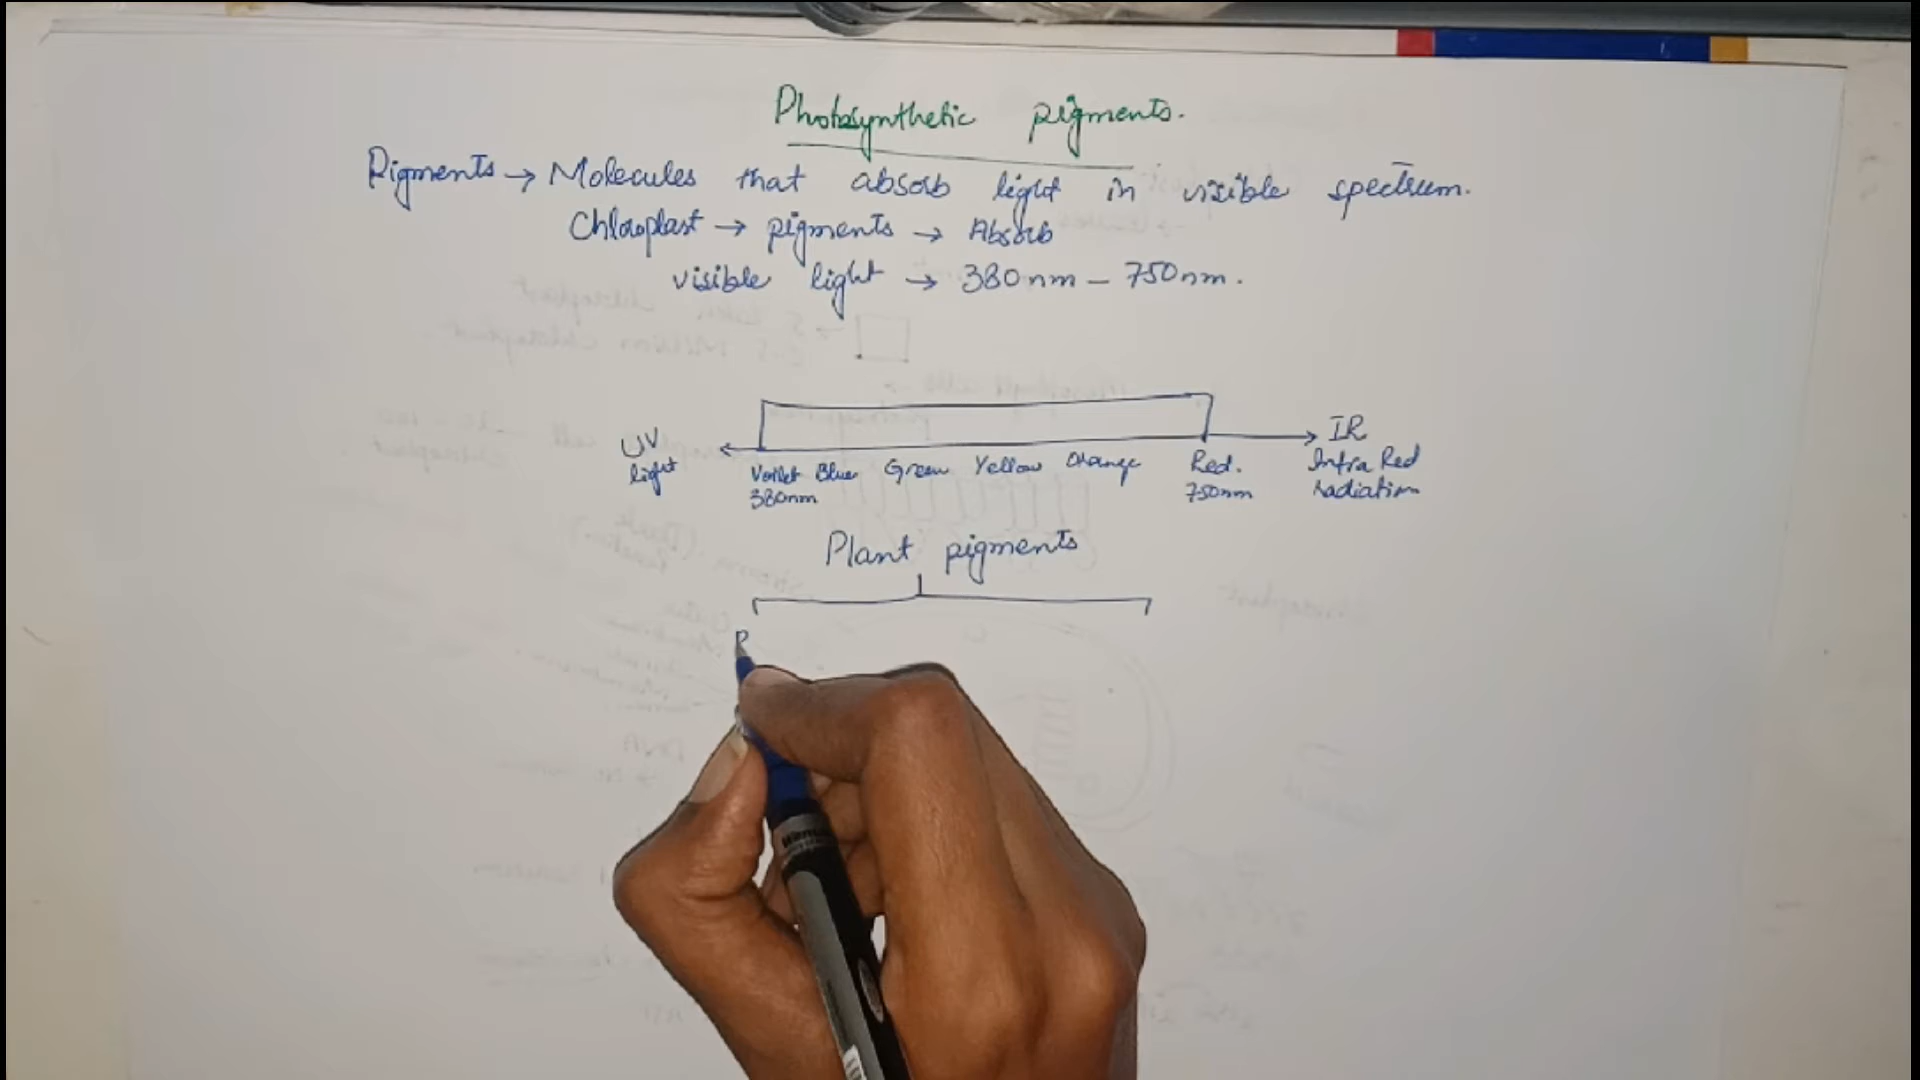 Photosynthetic pigments.
Pigments → Molecules that absorb light in visible spectrum.
Chloroplast → pigments → Absorb
visible light → 380nm – 750nm.
UV light
Voilet Blue Green Yellow Orange Red.
380nm 750nm
IR
Infra Red
radiation
Plant pigments
P